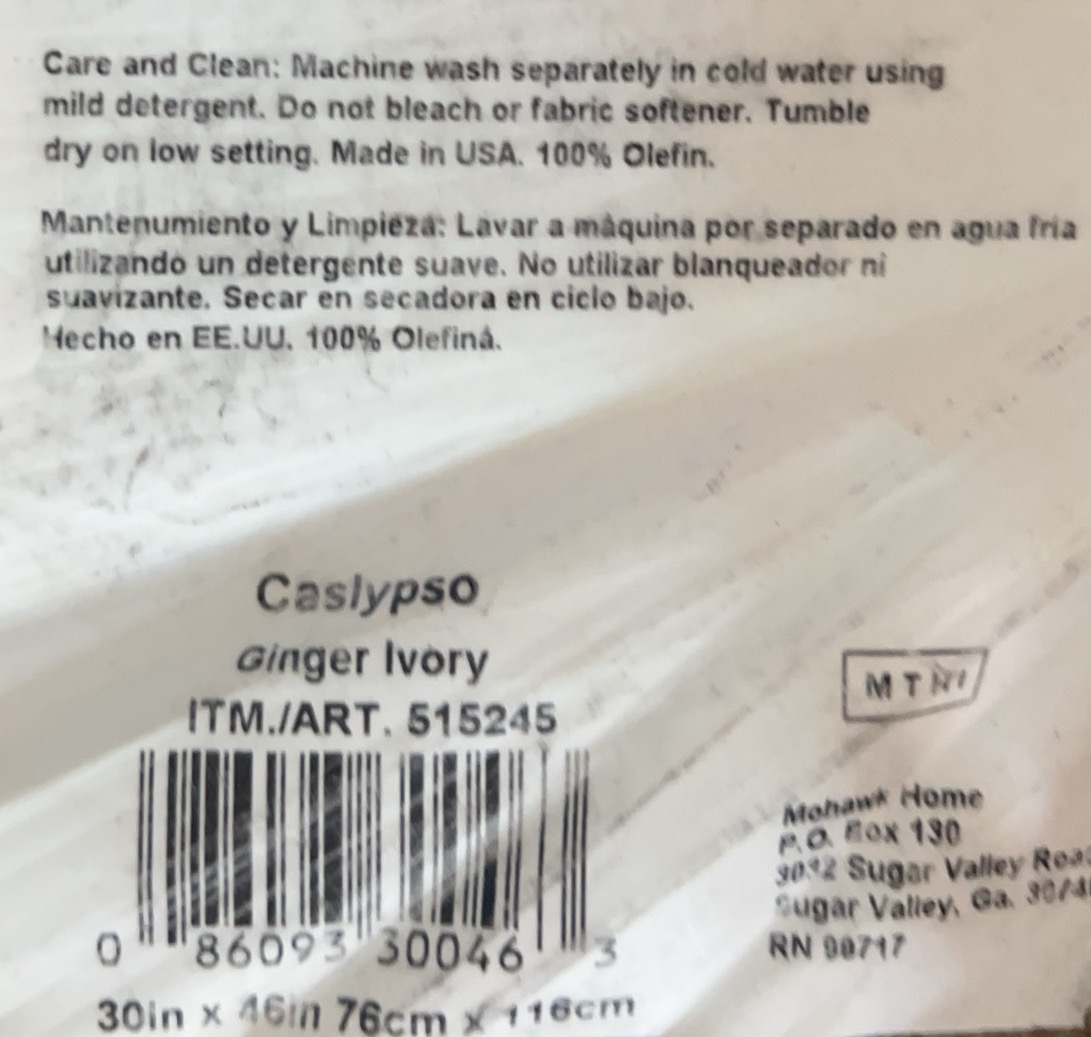 Care and Clean: Machine wash separately in cold water using
mild detergent. Do not bleach or fabric softener. Tumble
dry on low setting. Made in USA. 100% Olefin.
Mantenumiento y Limpieza: Lavar a máquina por separado en agua fria
utilizando un detergente suave. No utilizar blanqueador ni
suavizante. Secar en secadora en ciclo bajo.
Hecho en EE.UU. 100% Olefina.
Caslypso
Ginger Ivory
ITM./ART. 515245
0 86093 30046 3
30in x 46in 76cm x 116cm
M T
Mohawk Home
P.O. Box 130
Sugar Valley
Sugar Valley, Ga.
RN